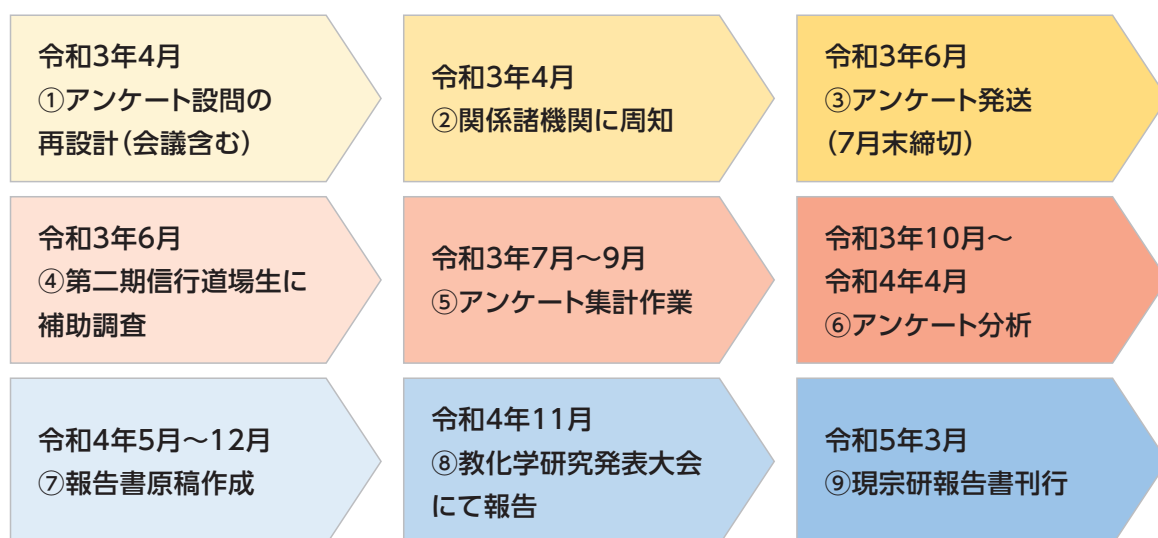 令和3年4月
①アンケート設問の
再設計(会議含む)
令和3年4月
②関係諸機関に周知
令和3年6月
③アンケート発送
(7月末締切)
令和3年6月
④第二期信行道場生に
補助調査
令和3年7月〜9月
⑤アンケート集計作業
令和3年10月〜
令和4年4月
⑥アンケート分析
令和4年5月〜12月
⑦報告書原稿作成
令和4年11月
⑧教化学研究発表大会
にて報告
令和5年3月
⑨現宗研報告書刊行